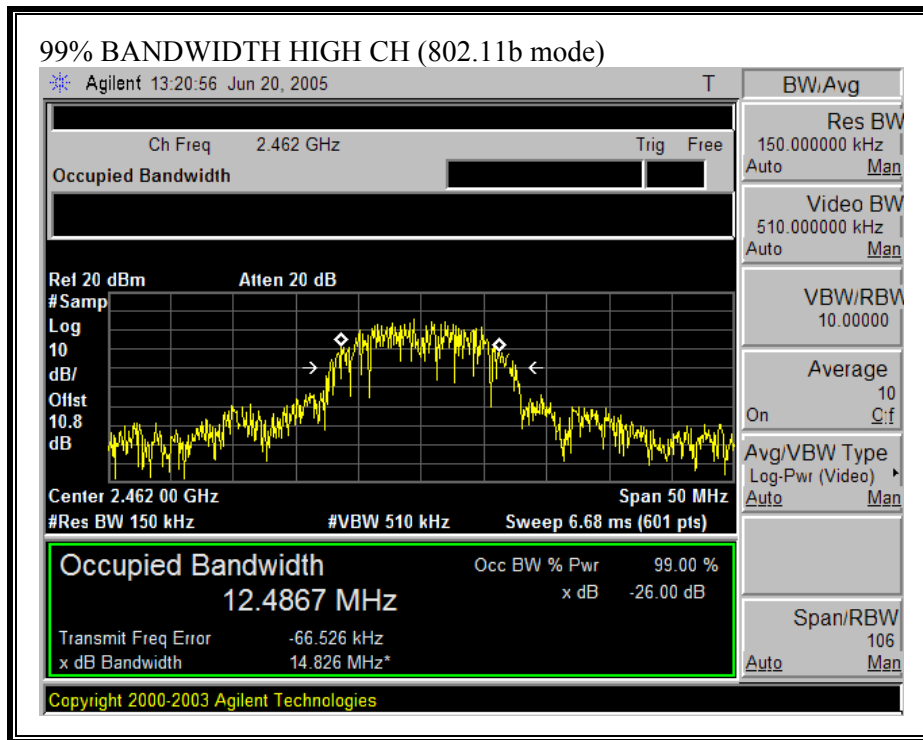 99% BANDWIDTH HIGH CH (802.11b mode)
Agilent 13:20:56 Jun 20, 2005 T
BW/Avg
Ch Freq 2.462 GHz Trig Free
Occupied Bandwidth
Res BW
150.000000 kHz
Auto Man
Video BW
510.000000 kHz
Auto Man
VBW/RBW
10.00000
Average
10
On Off
Avg/VBW Type
Log-Pwr (Video)
Auto Man
Span/RBW
106
Auto Man
Ref 20 dBm Atten 20 dB
#Samp
Log
10
dB/
Offst
10.8
dB
Center 2.462 00 GHz Span 50 MHz
#Res BW 150 kHz #VBW 510 kHz Sweep 6.68 ms (601 pts)
Occupied Bandwidth
12.4867 MHz
Occ BW % Pwr 99.00 %
x dB -26.00 dB
Transmit Freq Error -66.526 kHz
x dB Bandwidth 14.826 MHz*
Copyright 2000-2003 Agilent Technologies